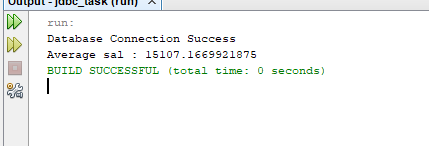 Output - jdbc_task (run) ×
run:
Database Connection Success
Average sal : 15107.1669921875
BUILD SUCCESSFUL (total time: 0 seconds)